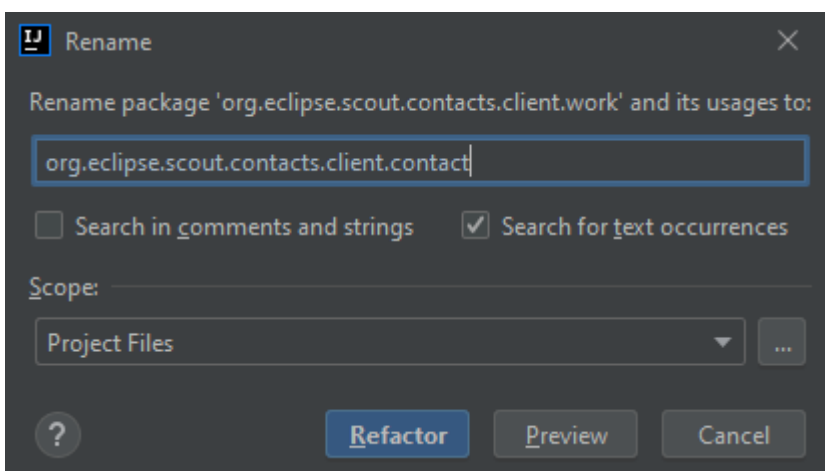 IJ Rename
Rename package 'org.eclipse.scout.contacts.client.work' and its usages to:
org.eclipse.scout.contacts.client.contact
Search in comments and strings Search for text occurrences
Scope:
Project Files ...
? Refactor Preview Cancel